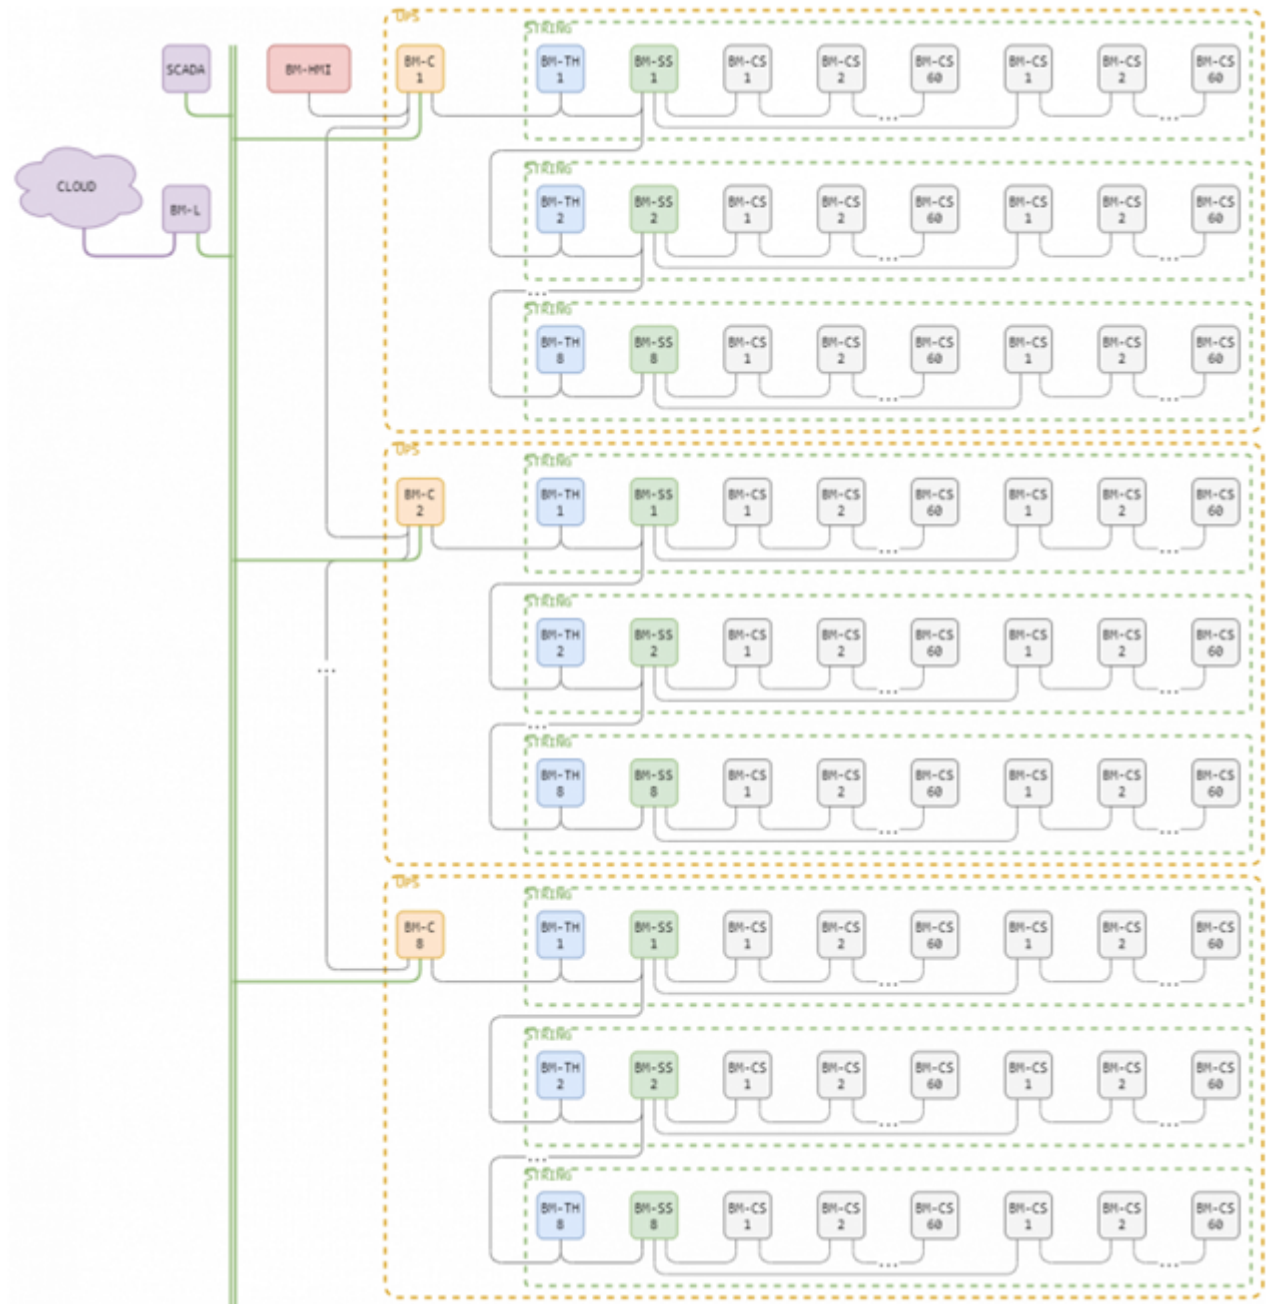 UPS
STRING
SCADA
BM-HMI
BM-C
1
BM-TH
1
BM-SS
1
BM-CS
1
BM-CS
2
...
BM-CS
60
BM-CS
1
BM-CS
2
...
BM-CS
60
CLOUD
BM-L
STRING
BM-TH
2
BM-SS
2
BM-CS
1
BM-CS
2
...
BM-CS
60
BM-CS
1
BM-CS
2
...
BM-CS
60
...
STRING
BM-TH
8
BM-SS
8
BM-CS
1
BM-CS
2
...
BM-CS
60
BM-CS
1
BM-CS
2
...
BM-CS
60
UPS
STRING
BM-C
2
BM-TH
1
BM-SS
1
BM-CS
1
BM-CS
2
...
BM-CS
60
BM-CS
1
BM-CS
2
...
BM-CS
60
STRING
BM-TH
2
BM-SS
2
BM-CS
1
BM-CS
2
...
BM-CS
60
BM-CS
1
BM-CS
2
...
BM-CS
60
...
...
STRING
BM-TH
8
BM-SS
8
BM-CS
1
BM-CS
2
...
BM-CS
60
BM-CS
1
BM-CS
2
...
BM-CS
60
UPS
STRING
BM-C
8
BM-TH
1
BM-SS
1
BM-CS
1
BM-CS
2
...
BM-CS
60
BM-CS
1
BM-CS
2
...
BM-CS
60
STRING
BM-TH
2
BM-SS
2
BM-CS
1
BM-CS
2
...
BM-CS
60
BM-CS
1
BM-CS
2
...
BM-CS
60
...
STRING
BM-TH
8
BM-SS
8
BM-CS
1
BM-CS
2
...
BM-CS
60
BM-CS
1
BM-CS
2
...
BM-CS
60